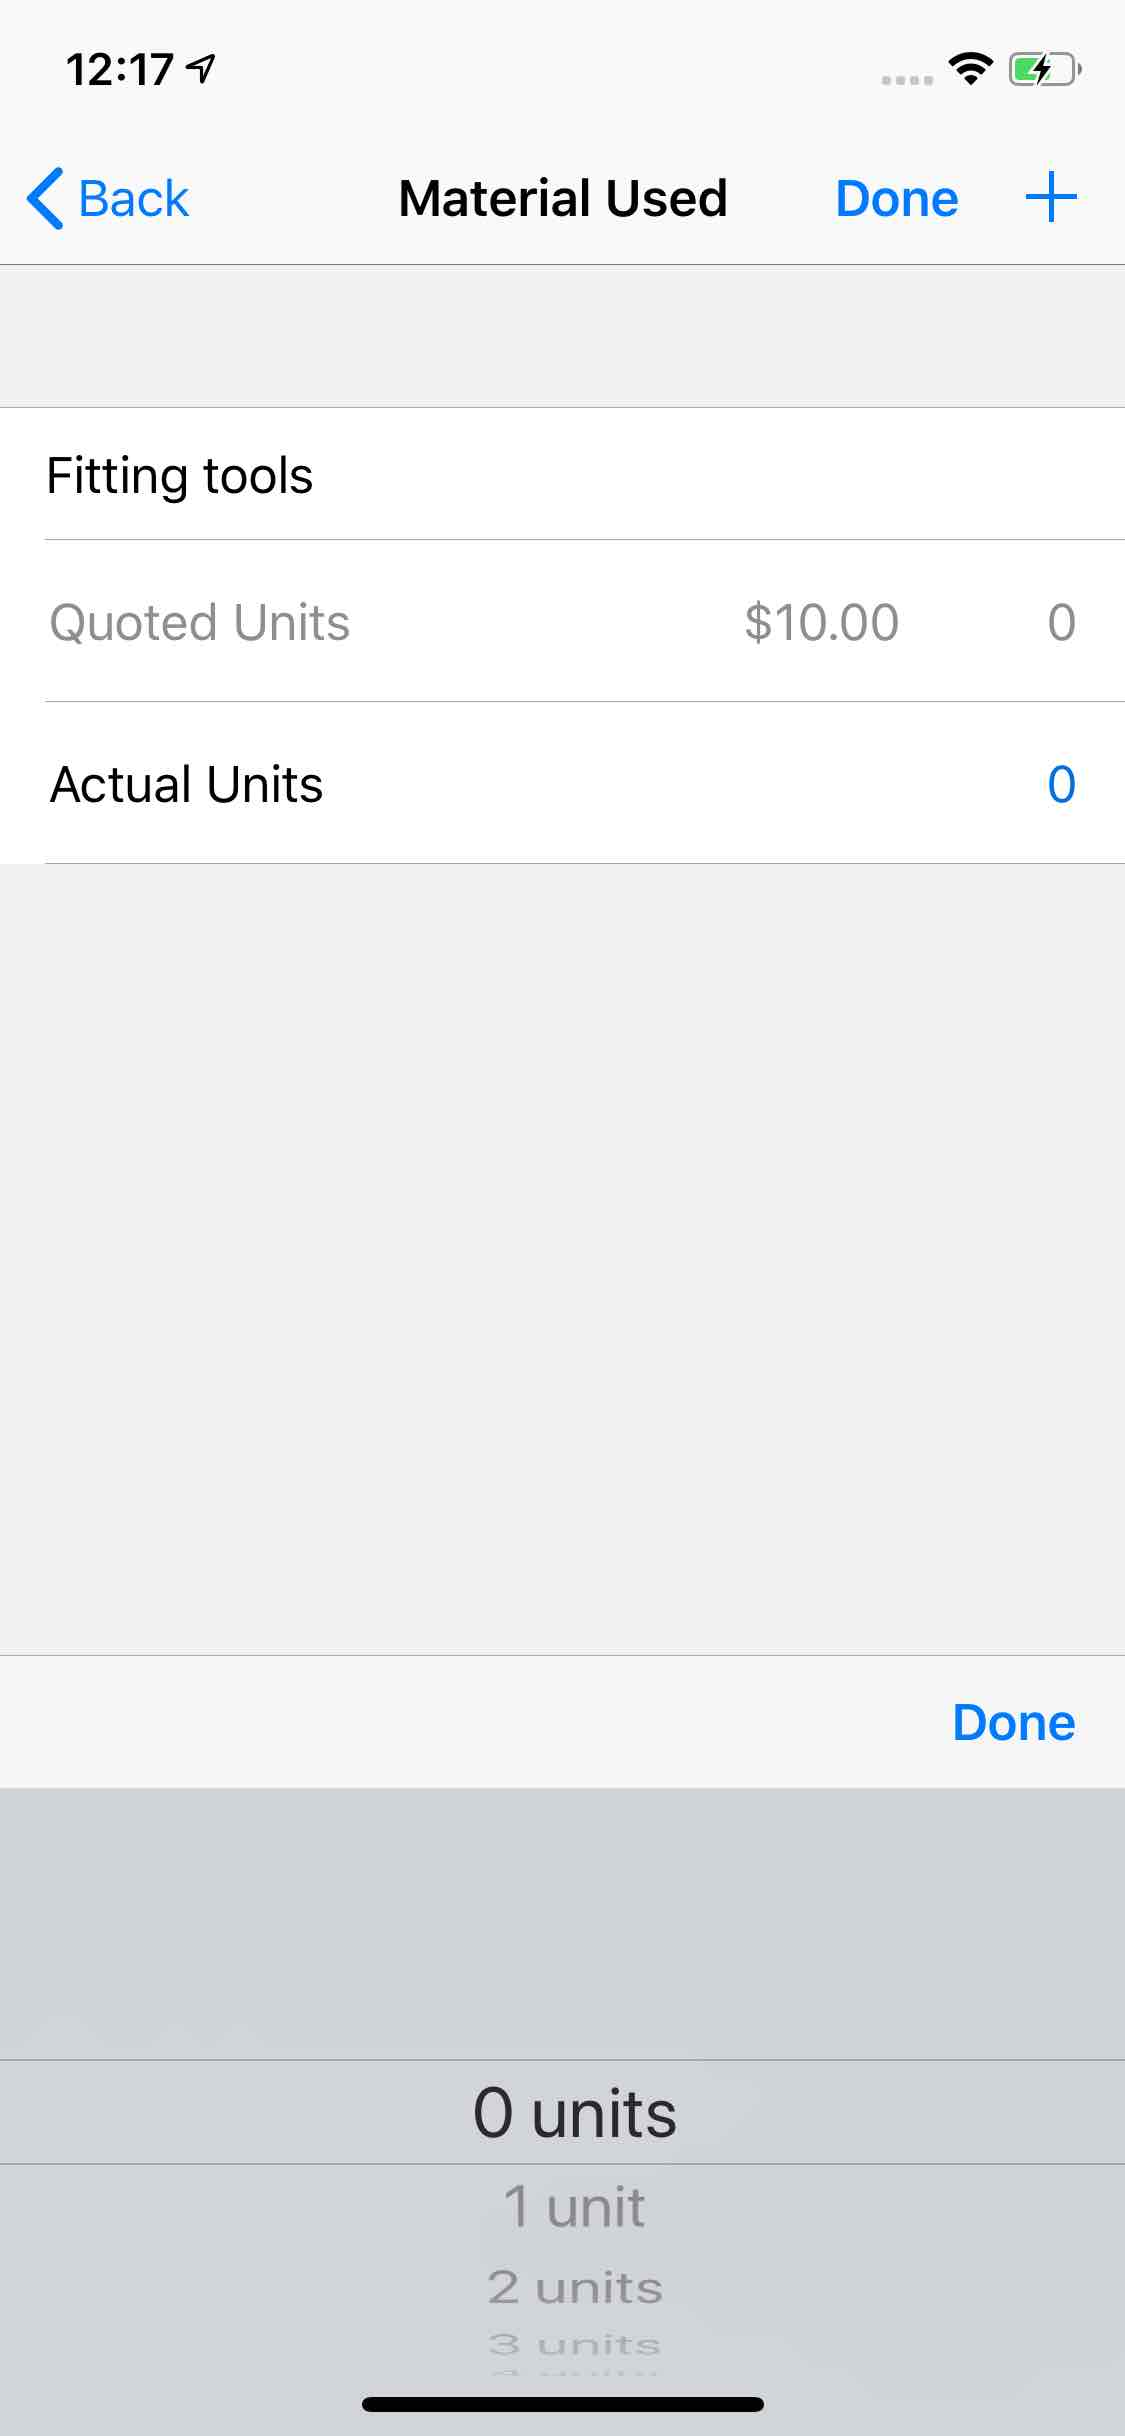 12:17
Back Material Used Done
Fitting tools
Quoted Units $10.00 0
Actual Units 0
Done
0 units
1 unit
2 units
3 units